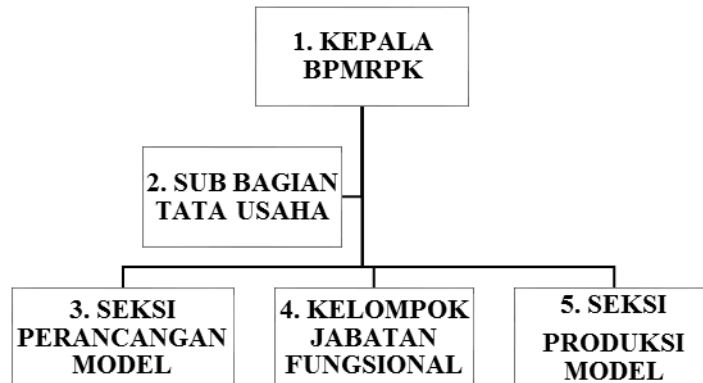 1. KEPALA
BPMRPK
2. SUB BAGIAN
TATA USAHA
3. SEKSI
PERANCANGAN
MODEL
4. KELOMPOK
JABATAN
FUNGSIONAL
5. SEKSI
PRODUKSI
MODEL